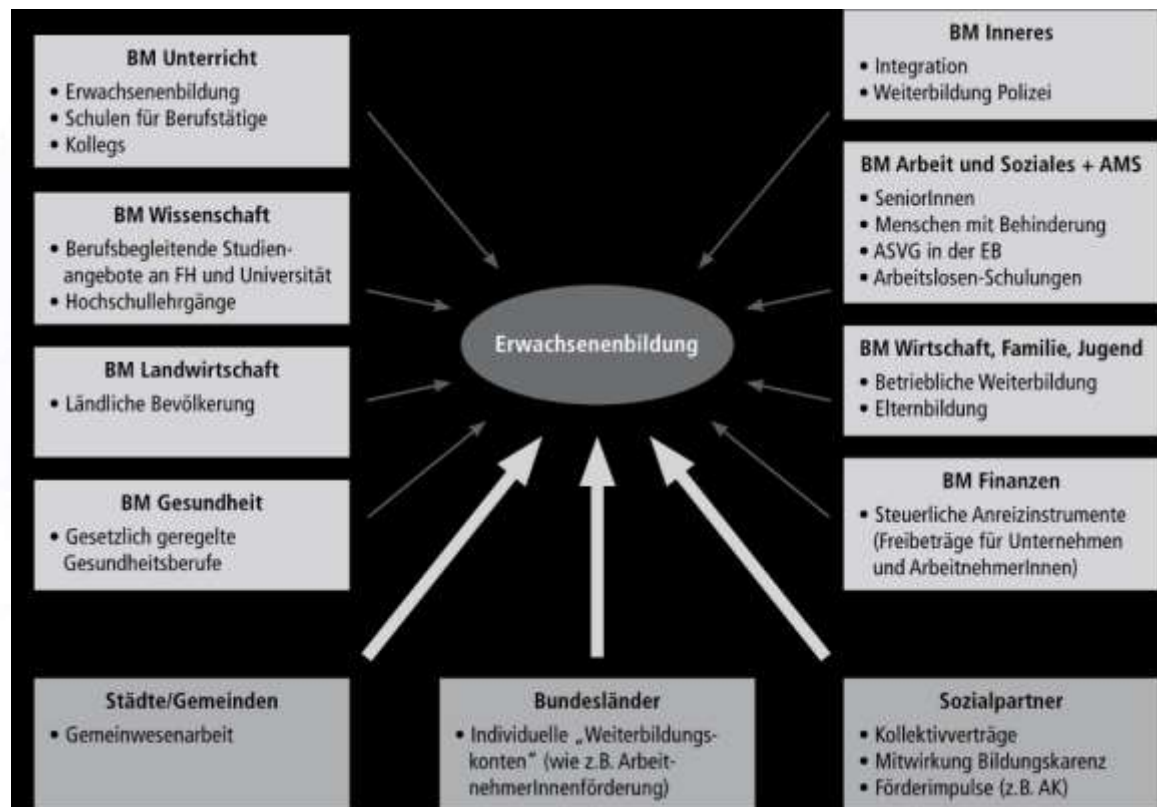 BM Unterricht
• Erwachsenenbildung
• Schulen für Berufstätige
• Kollegs
BM Wissenschaft
• Berufsbegleitende Studien-
angebote an FH und Universität
• Hochschullehrgänge
BM Landwirtschaft
• Ländliche Bevölkerung
BM Gesundheit
• Gesetzlich geregelte
Gesundheitsberufe
Erwachsenenbildung
BM Inneres
• Integration
• Weiterbildung Polizei
BM Arbeit und Soziales + AMS
• SeniorInnen
• Menschen mit Behinderung
• ASVG in der EB
• Arbeitslosen-Schulungen
BM Wirtschaft, Familie, Jugend
• Betriebliche Weiterbildung
• Elternbildung
BM Finanzen
• Steuerliche Anreizinstrumente
(Freibeträge für Unternehmen
und ArbeitnehmerInnen)
Städte/Gemeinden
• Gemeinwesenarbeit
Bundesländer
• Individuelle „Weiterbildungs-
konten" (wie z.B. Arbeit-
nehmerInnenförderung)
Sozialpartner
• Kollektivverträge
• Mitwirkung Bildungskarenz
• Förderimpulse (z.B. AK)